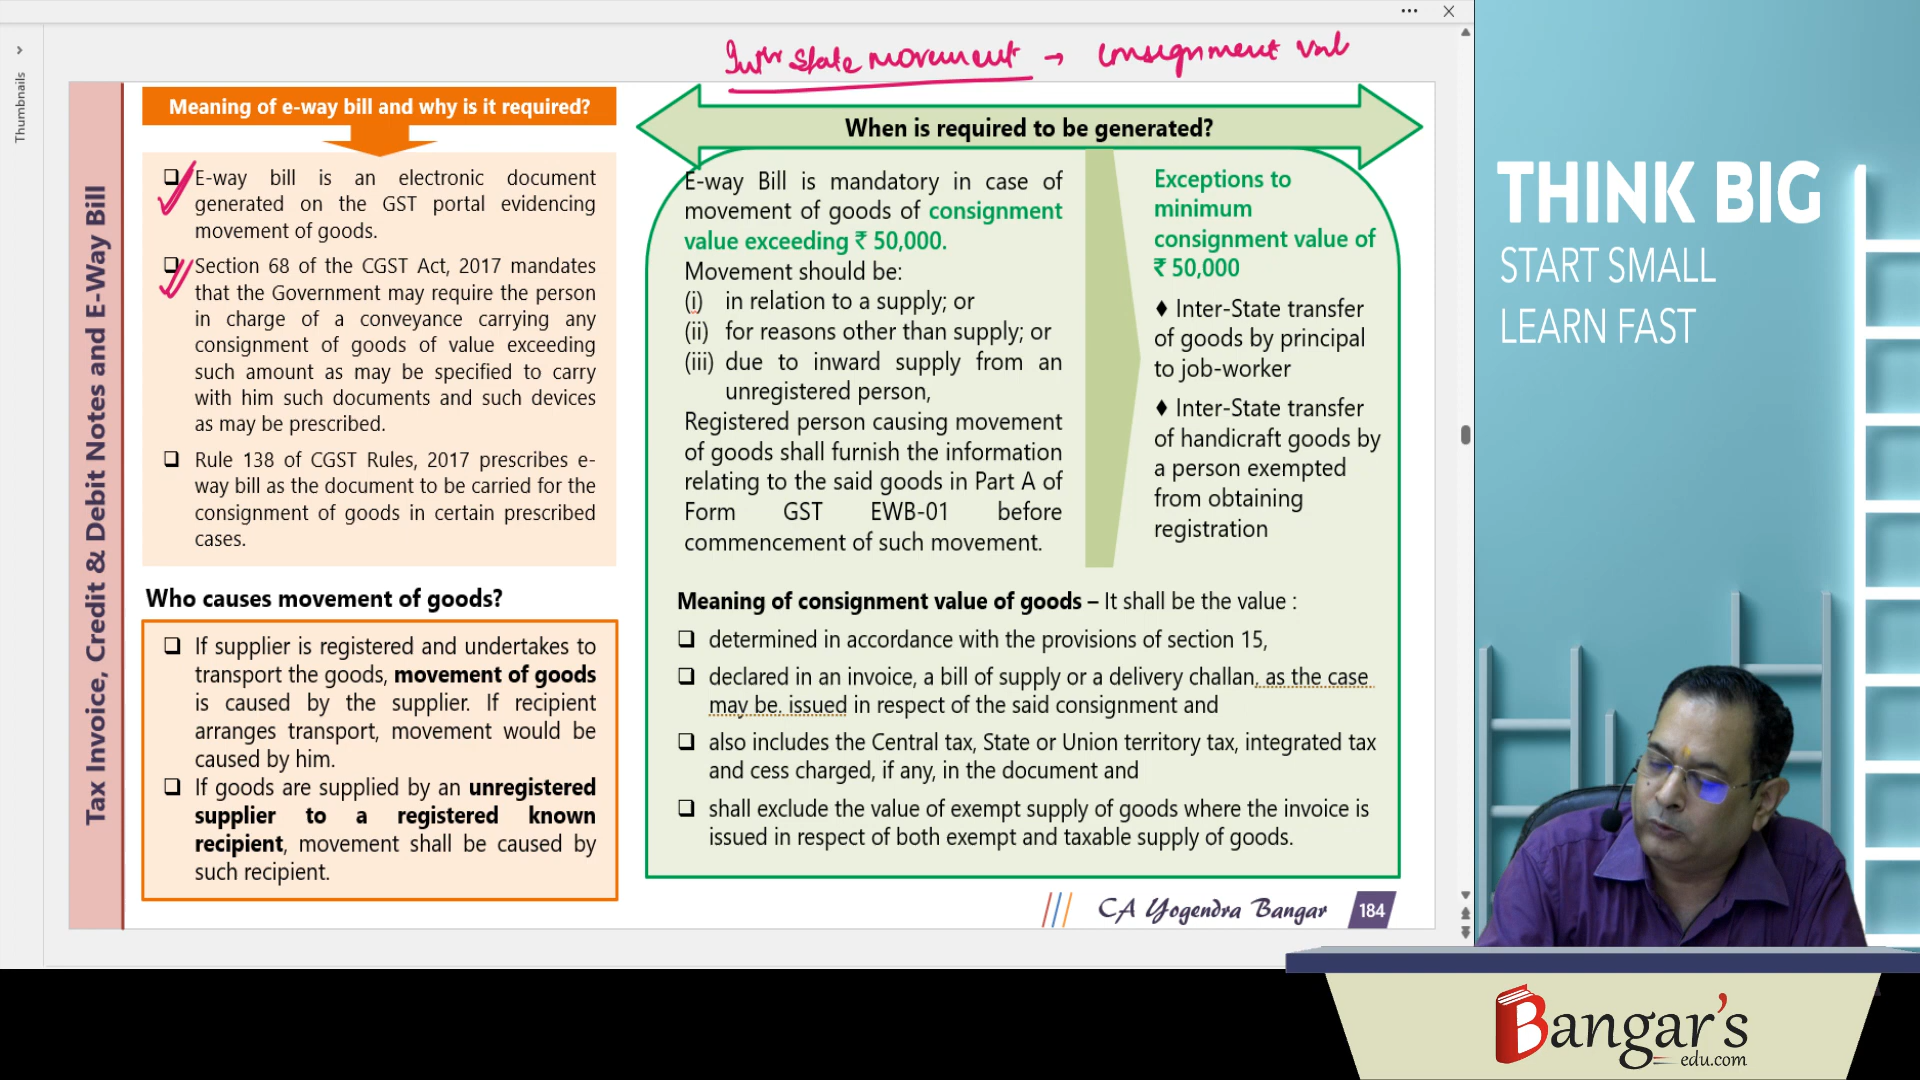 Thumbnails
Inter State movement → consignment val
Tax Invoice, Credit & Debit Notes and E-Way Bill
Meaning of e-way bill and why is it required?
❑ E-way bill is an electronic document
generated on the GST portal evidencing
movement of goods.
❑ Section 68 of the CGST Act, 2017 mandates
that the Government may require the person
in charge of a conveyance carrying any
consignment of goods of value exceeding
such amount as may be specified to carry
with him such documents and such devices
as may be prescribed.
❑ Rule 138 of CGST Rules, 2017 prescribes e-
way bill as the document to be carried for the
consignment of goods in certain prescribed
cases.
Who causes movement of goods?
❑ If supplier is registered and undertakes to
transport the goods, movement of goods
is caused by the supplier. If recipient
arranges transport, movement would be
caused by him.
❑ If goods are supplied by an unregistered
supplier to a registered known
recipient, movement shall be caused by
such recipient.
When is required to be generated?
E-way Bill is mandatory in case of
movement of goods of consignment
value exceeding ₹ 50,000.
Movement should be:
(i) in relation to a supply; or
(ii) for reasons other than supply; or
(iii) due to inward supply from an
unregistered person,
Registered person causing movement
of goods shall furnish the information
relating to the said goods in Part A of
Form GST EWB-01 before
commencement of such movement.
Exceptions to
minimum
consignment value of
₹ 50,000
♦ Inter-State transfer
of goods by principal
to job-worker
♦ Inter-State transfer
of handicraft goods by
a person exempted
from obtaining
registration
Meaning of consignment value of goods – It shall be the value :
❑ determined in accordance with the provisions of section 15,
❑ declared in an invoice, a bill of supply or a delivery challan, as the case
may be. issued in respect of the said consignment and
❑ also includes the Central tax, State or Union territory tax, integrated tax
and cess charged, if any, in the document and
❑ shall exclude the value of exempt supply of goods where the invoice is
issued in respect of both exempt and taxable supply of goods.
CA Yogendra Bangar 184
THINK BIG
START SMALL
LEARN FAST
Bangar's
edu.com